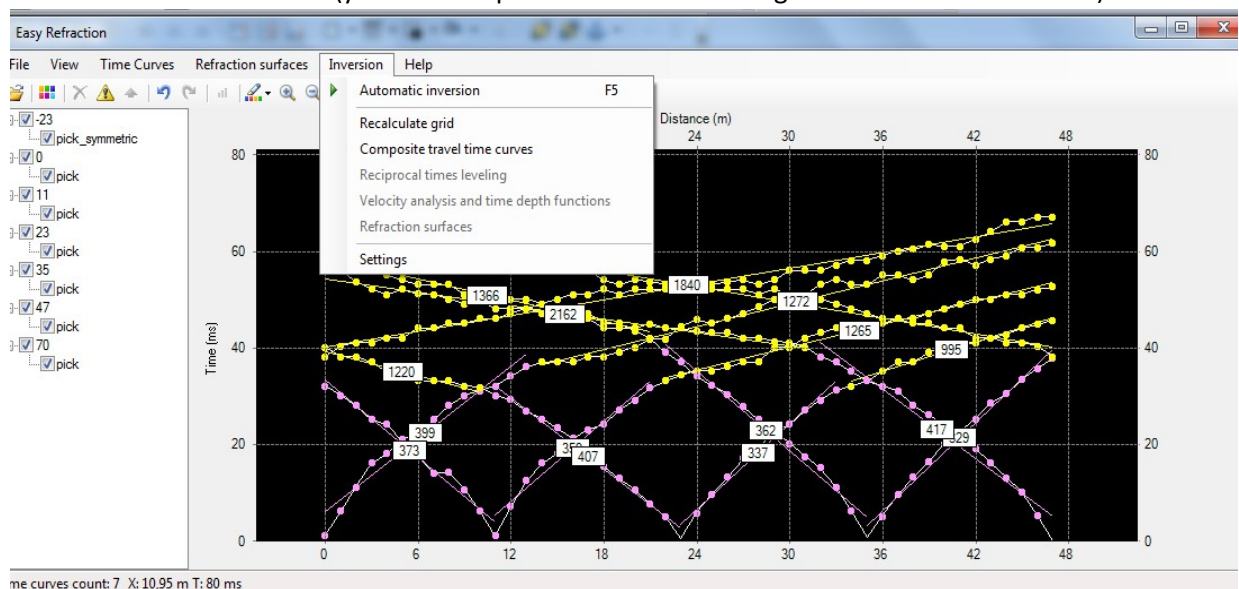 Easy Refraction
File View Time Curves Refraction surfaces Inversion Help
Automatic inversion F5
Recalculate grid
Composite travel time curves
Reciprocal times leveling
Velocity analysis and time depth functions
Refraction surfaces
Settings
-23
pick_symmetric
0
pick
11
pick
23
pick
35
pick
47
pick
70
pick
Distance (m)
24 30 36 42 48
80 80
60 60
1840
1366 1272
2162
1265
995
40 40
1220
Time (ms)
399 362 417
373 407 337
20 20
0 0
0 6 12 18 24 30 36 42 48
me curves count: 7 X: 10.95 m T: 80 ms